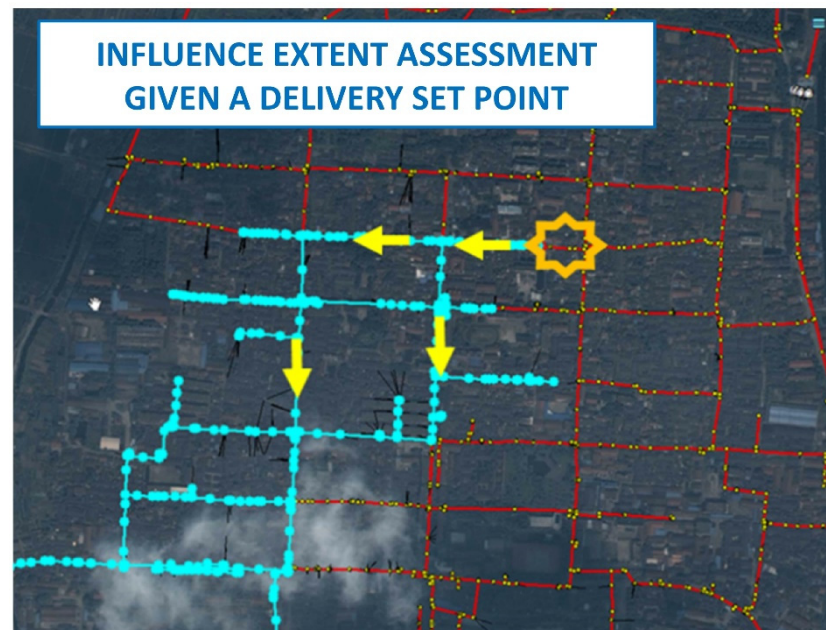 INFLUENCE EXTENT ASSESSMENT
GIVEN A DELIVERY SET POINT